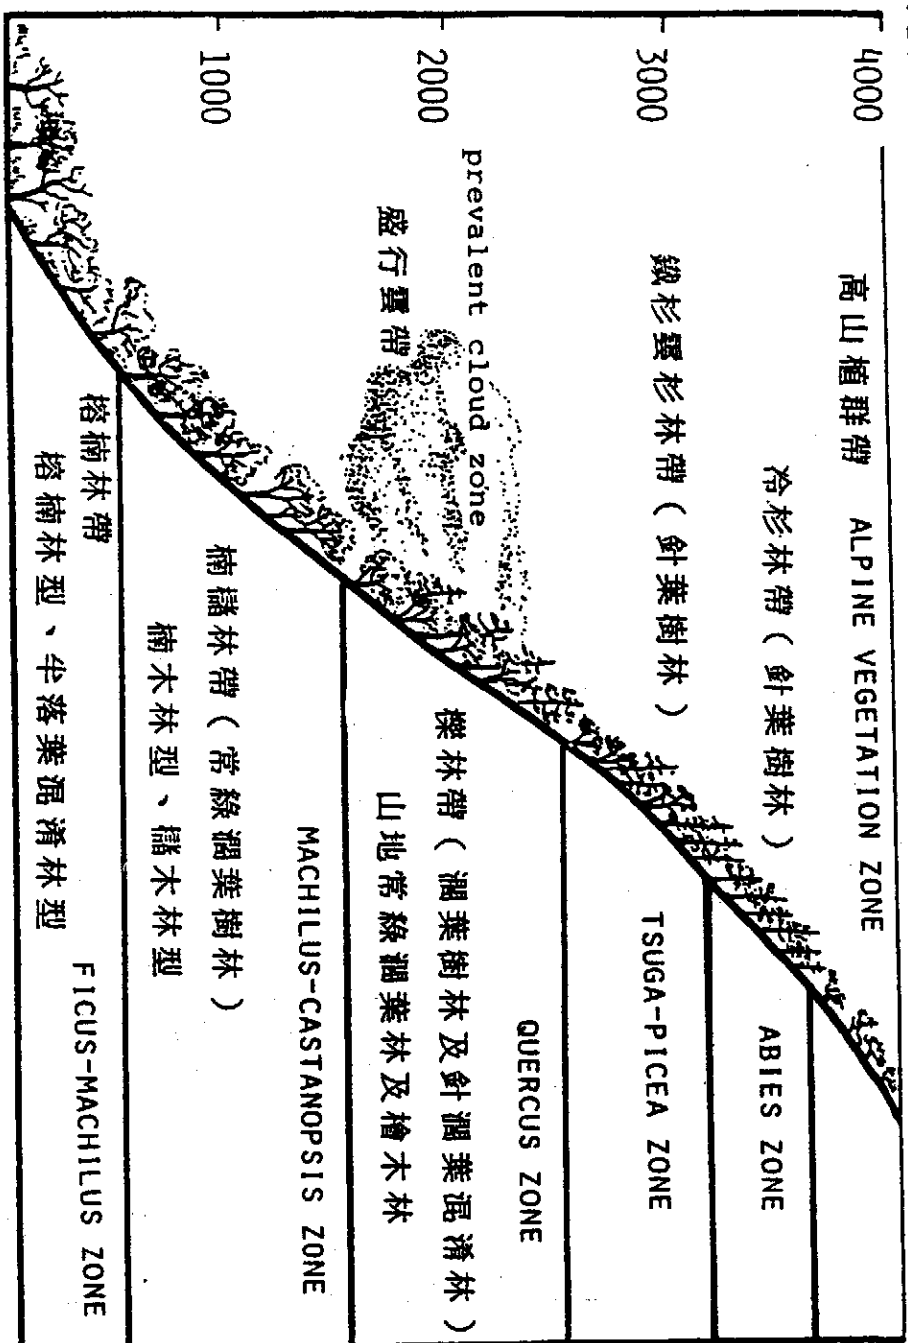 4000
高山植群帶 ALPINE VEGETATION ZONE
冷杉林帶（針葉樹林）
ABIES ZONE
3000
鐵杉雲杉林帶（針葉樹林）
TSUGA-PICEA ZONE
QUERCUS ZONE
prevalent cloud zone
盛行雲帶
2000
櫟林帶（濶葉樹林及針濶葉混淆林）
山地常綠濶葉林及檜木林
MACHILUS-CASTANOPSIS ZONE
1000
楠櫧林帶（常綠濶葉樹林）
楠木林型、櫧木林型
榕楠林帶
FICUS-MACHILUS ZONE
榕楠林型、半落葉混淆林型